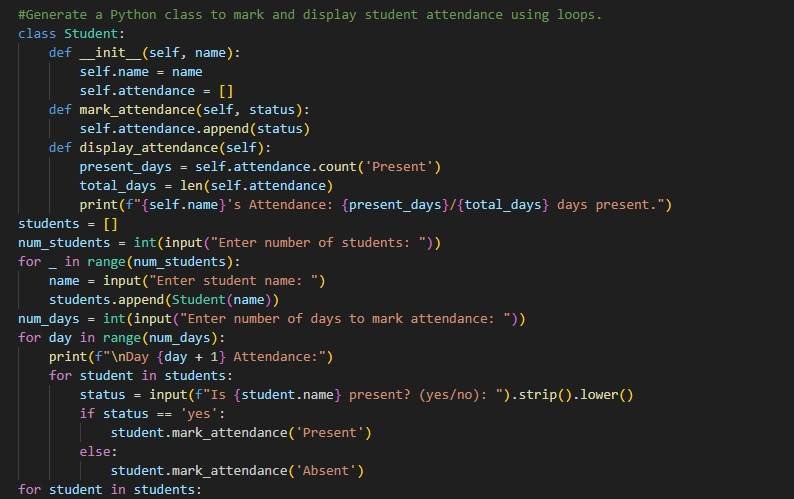 #Generate a Python class to mark and display student attendance using loops.
class Student:
    def __init__(self, name):
        self.name = name
        self.attendance = []
    def mark_attendance(self, status):
        self.attendance.append(status)
    def display_attendance(self):
        present_days = self.attendance.count('Present')
        total_days = len(self.attendance)
        print(f"{self.name}'s Attendance: {present_days}/{total_days} days present.")
students = []
num_students = int(input("Enter number of students: "))
for _ in range(num_students):
    name = input("Enter student name: ")
    students.append(Student(name))
num_days = int(input("Enter number of days to mark attendance: "))
for day in range(num_days):
    print(f"\nDay {day + 1} Attendance:")
    for student in students:
        status = input(f"Is {student.name} present? (yes/no): ").strip().lower()
        if status == 'yes':
            student.mark_attendance('Present')
        else:
            student.mark_attendance('Absent')
for student in students: